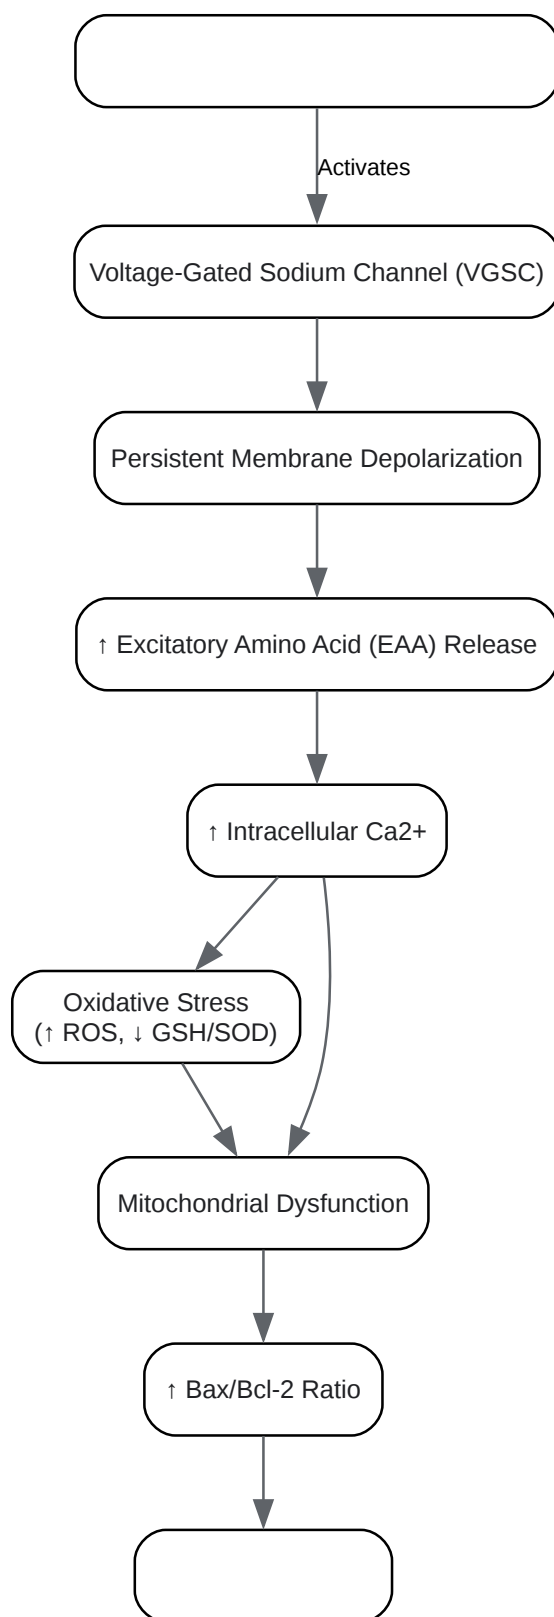 Activates
Voltage-Gated Sodium Channel (VGSC)
Persistent Membrane Depolarization
↑ Excitatory Amino Acid (EAA) Release
↑ Intracellular Ca2+
Oxidative Stress
(↑ ROS, ↓ GSH/SOD)
Mitochondrial Dysfunction
↑ Bax/Bcl-2 Ratio